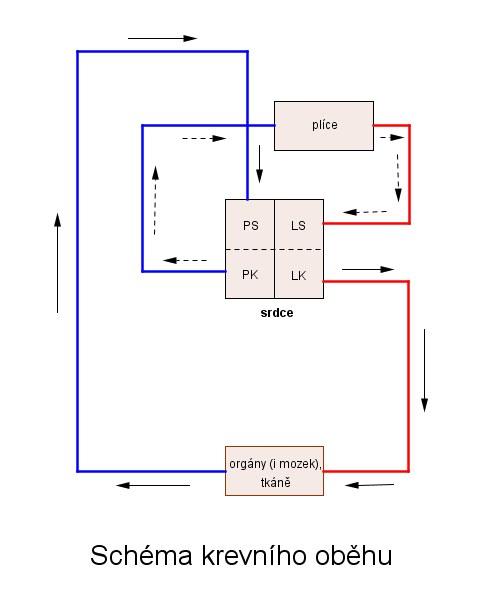 plíce
PS
LS
PK
LK
srdce
orgány (i mozek),
tkáně
Schéma krevního oběhu